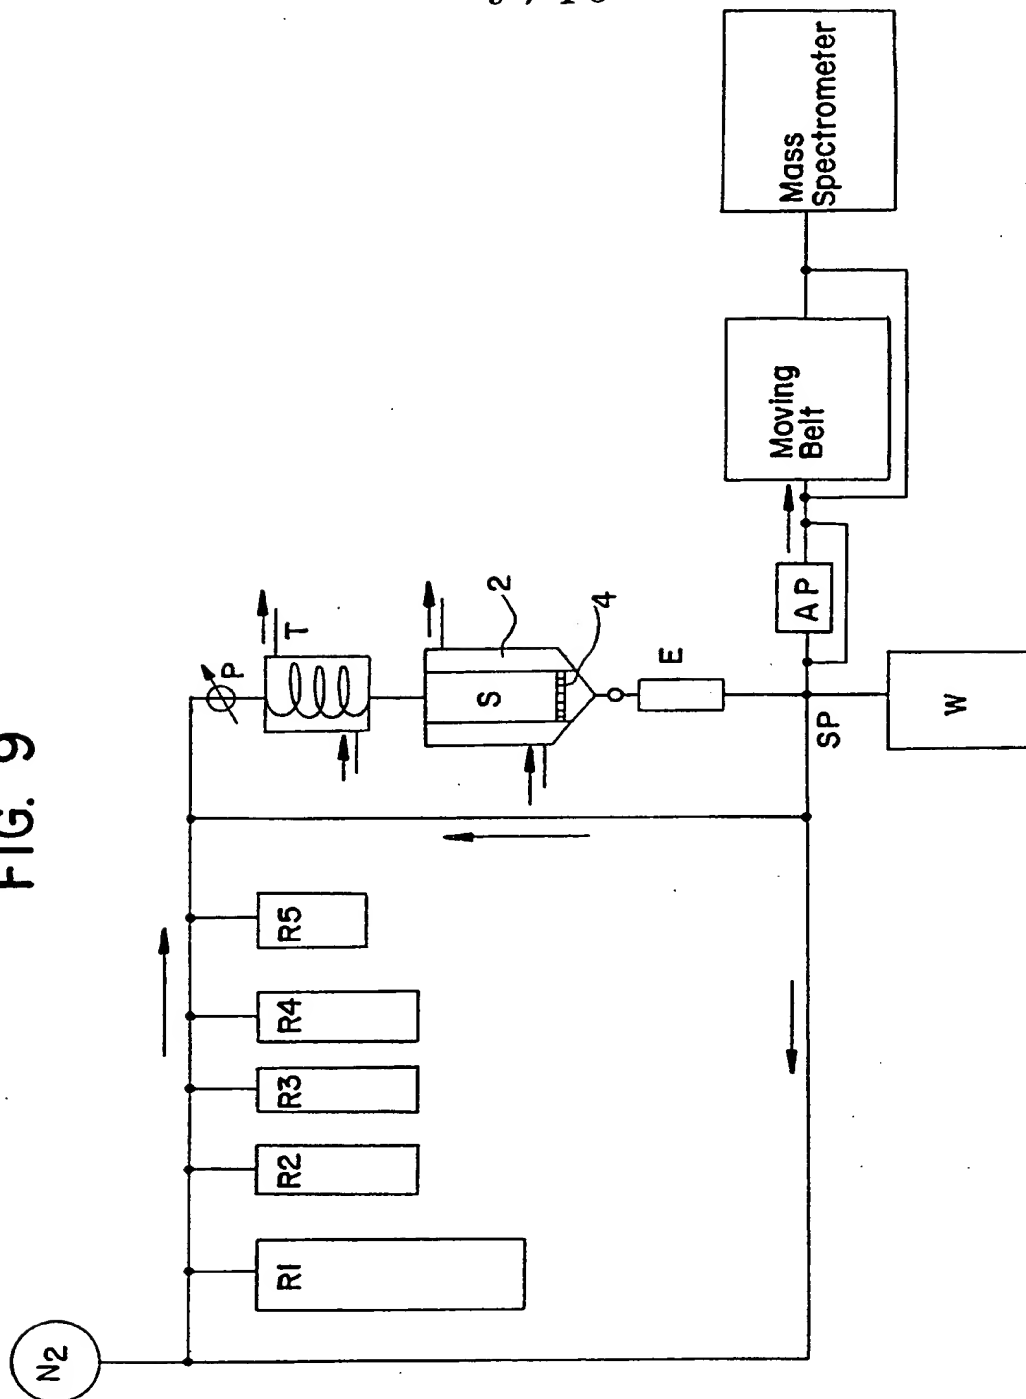 FIG. 9
N2
R1
R2
R3
R4
R5
P
T
S
2
4
E
SP
W
AP
Moving
Belt
Mass
Spectrometer